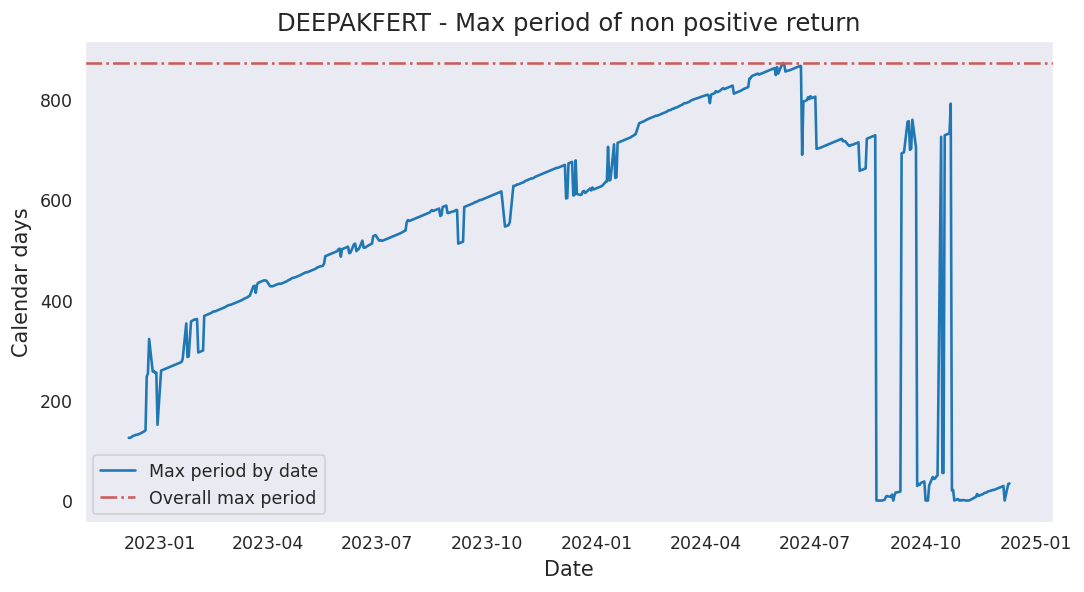 DEEPAKFERT - Max period of non positive return
Calendar days
800
600
400
200
0
Max period by date
Overall max period
2023-01
2023-04
2023-07
2023-10
2024-01
2024-04
2024-07
2024-10
2025-01
Date